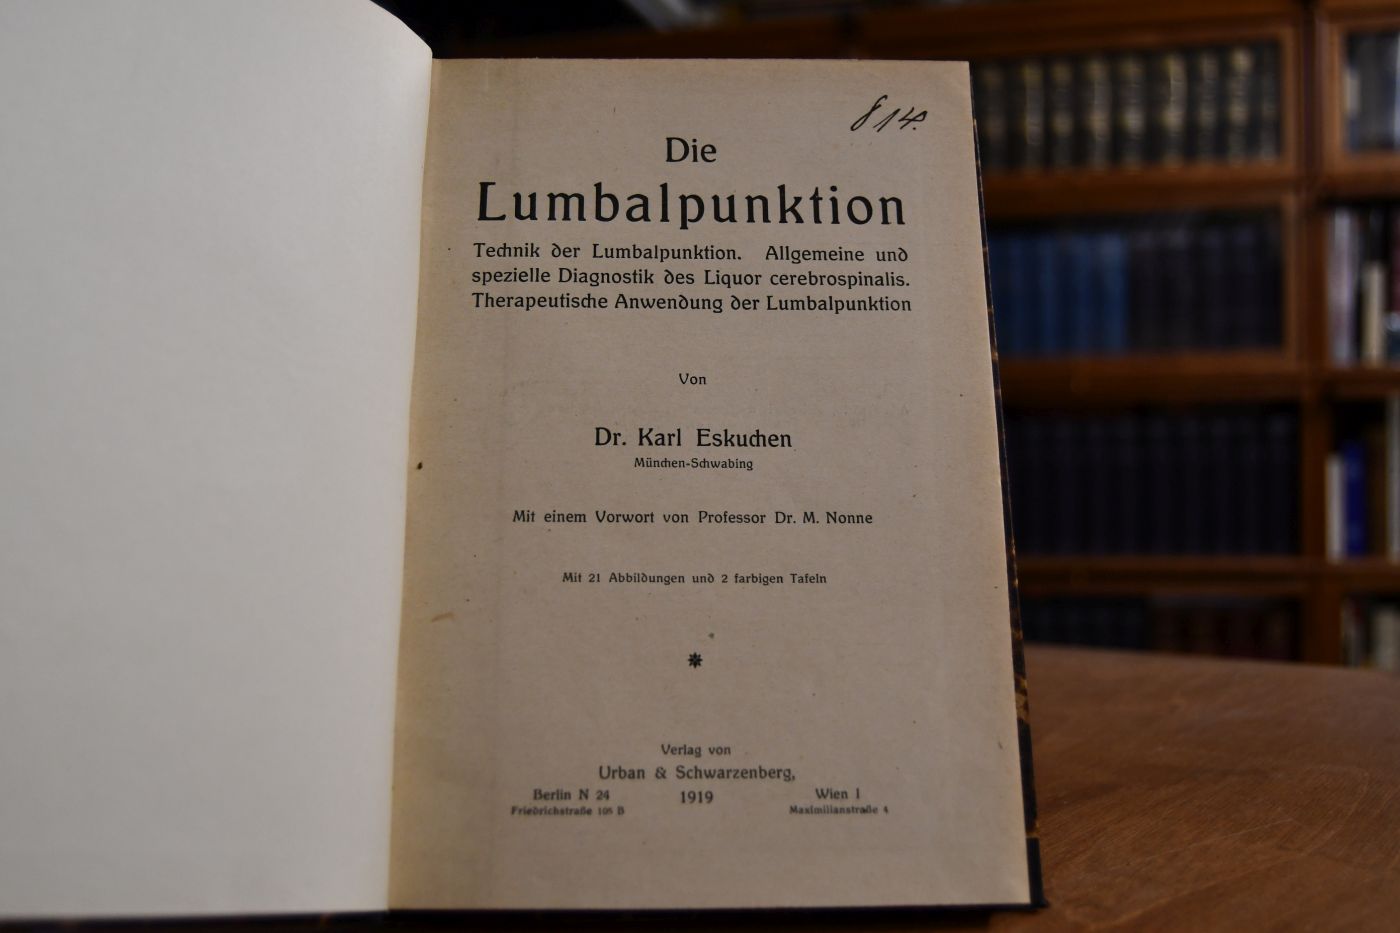 814.
Die
Lumbalpunktion
Technik der Lumbalpunktion. Allgemeine und
spezielle Diagnostik des Liquor cerebrospinalis.
Therapeutische Anwendung der Lumbalpunktion
Von
Dr. Karl Eskuchen
München-Schwabing
Mit einem Vorwort von Professor Dr. M. Nonne
Mit 21 Abbildungen und 2 farbigen Tafeln
Verlag von
Urban & Schwarzenberg,
Berlin N 24 1919 Wien I
Friedrichstraße 105 B Maximilianstraße 4